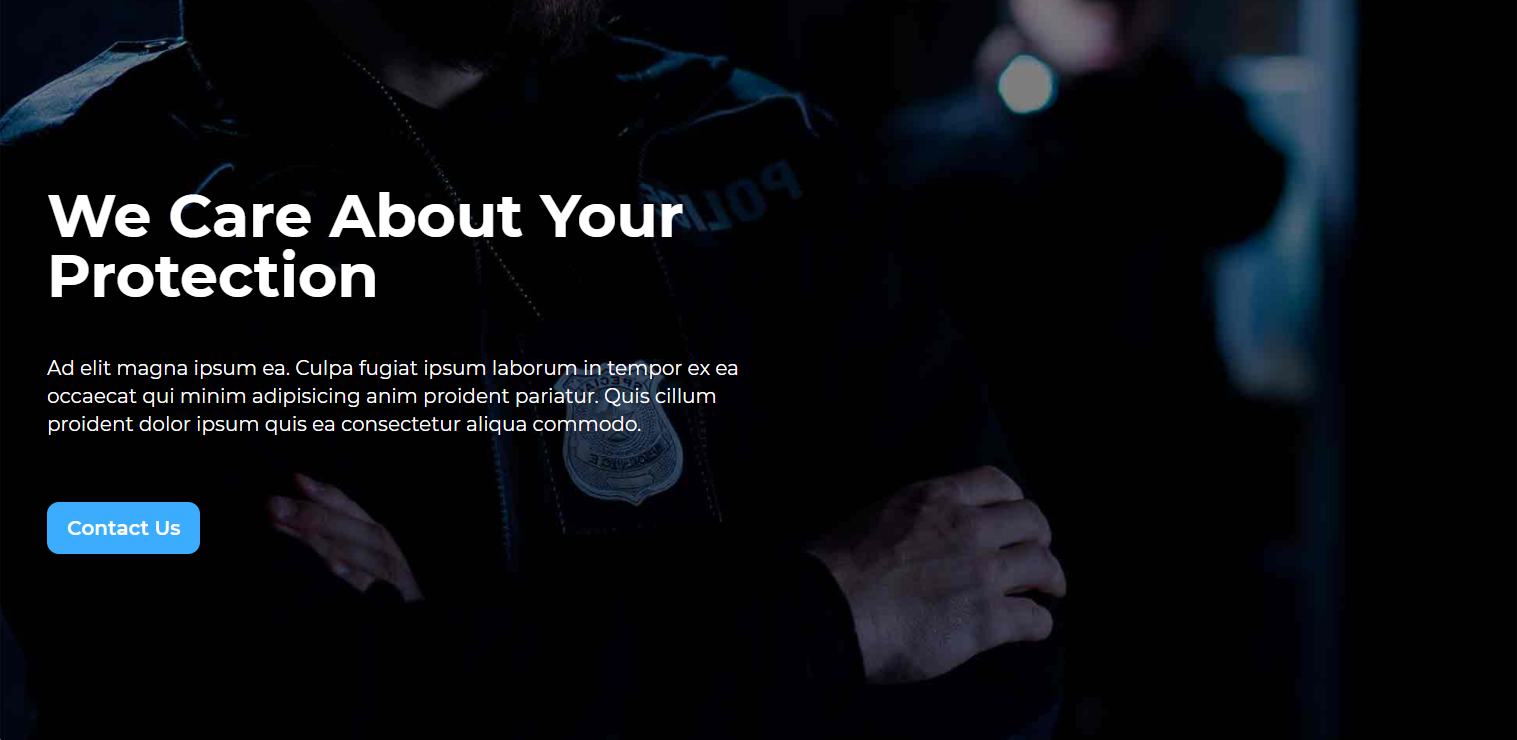 We Care About Your
Protection
Ad elit magna ipsum ea. Culpa fugiat ipsum laborum in tempor ex ea
occaecat qui minim adipisicing anim proident pariatur. Quis cillum
proident dolor ipsum quis ea consectetur aliqua commodo.
Contact Us
POLI
SPECIAL